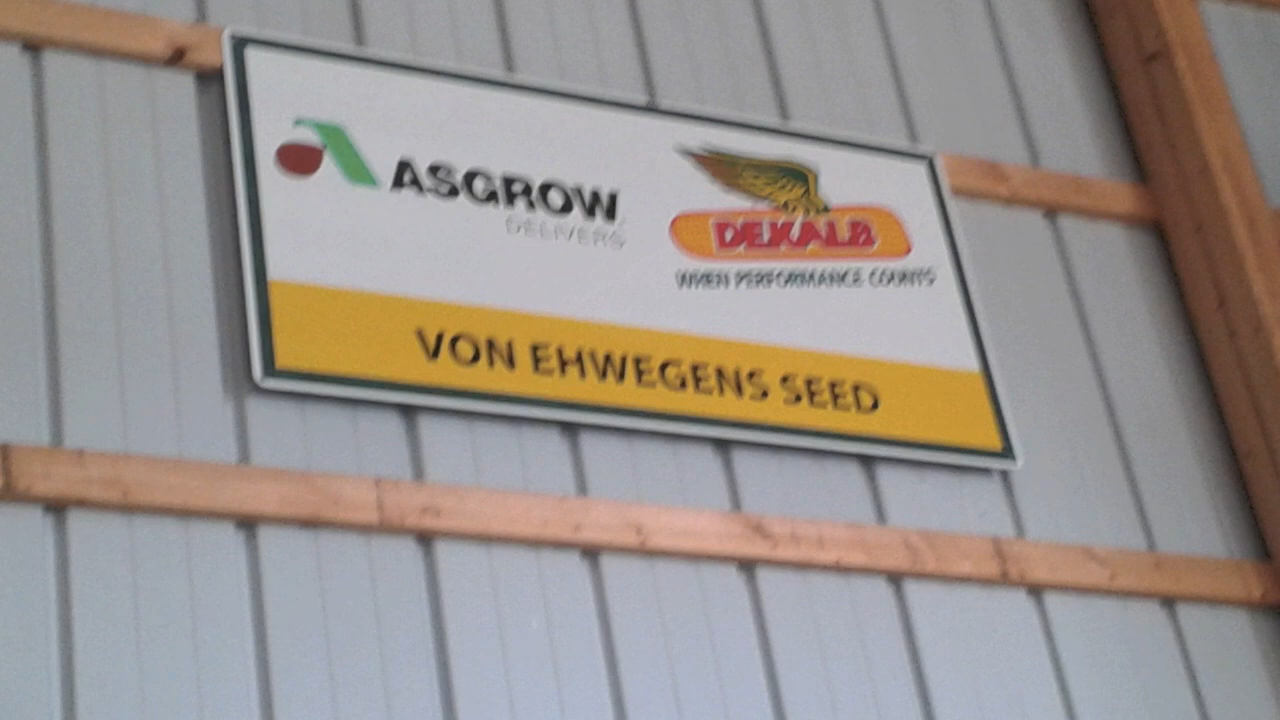 ASGROW
DELIVERS
DEKALB
WHEN PERFORMANCE COUNTS
VON EHWEGENS SEED